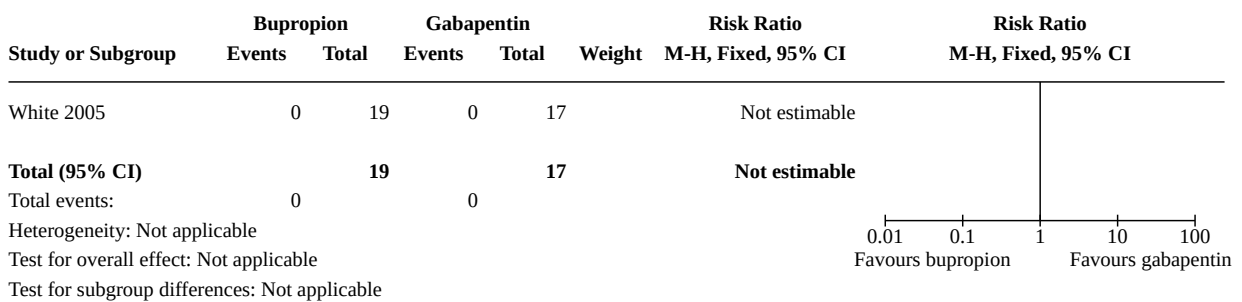 Bupropion Gabapentin Risk Ratio Risk Ratio
Study or Subgroup Events Total Events Total Weight M-H, Fixed, 95% CI M-H, Fixed, 95% CI
White 2005 0 19 0 17 Not estimable
Total (95% CI) 19 17 Not estimable
Total events: 0 0
Heterogeneity: Not applicable
0.01 0.1 1 10 100
Test for overall effect: Not applicable
Favours bupropion Favours gabapentin
Test for subgroup differences: Not applicable